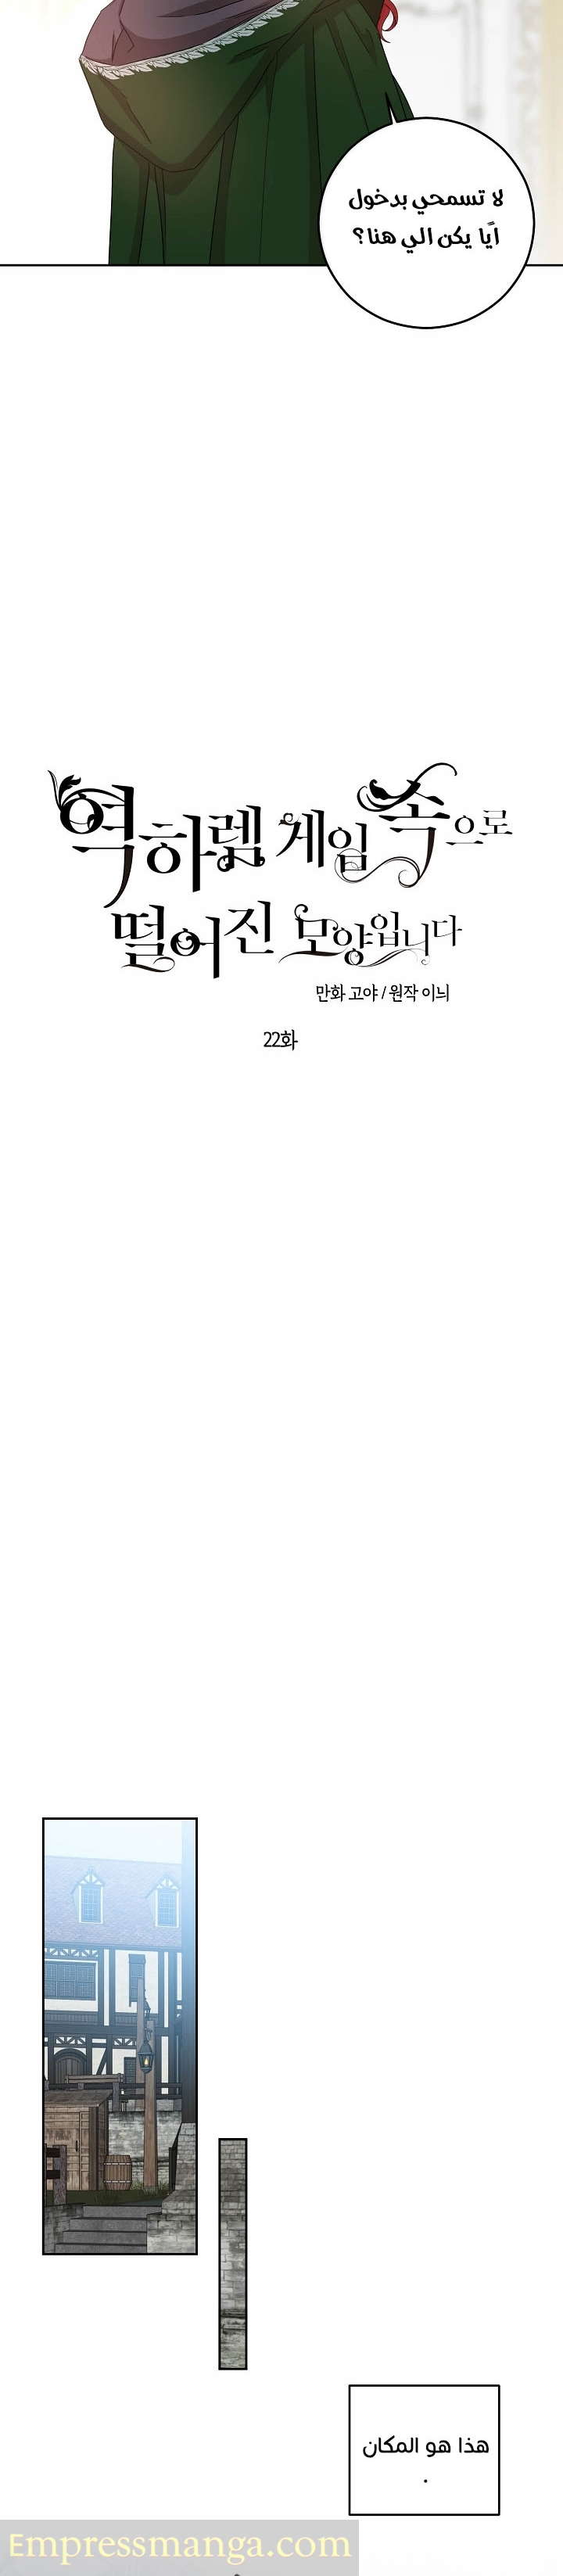 لا تسمحي بدخول
أيًا يكن الي هنا؟
역하렘 게임 속으로
떨어진 모양입니다
만화 고야 / 원작 이늬
22화
هذا هو المكان
.
Empressmanga.com